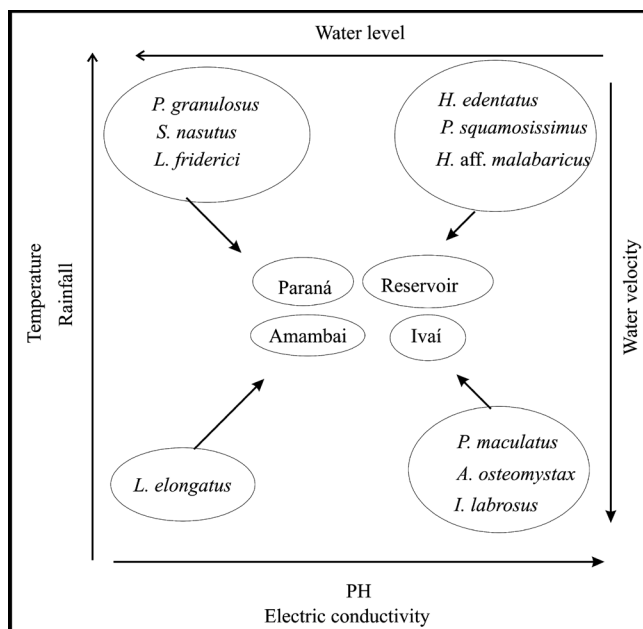 Water level
P. granulosus
S. nasutus
L. friderici
H. edentatus
P. squamosissimus
H. aff. malabaricus
Temperature
Rainfall
Water velocity
Paraná
Reservoir
Amambai
Ivaí
L. elongatus
P. maculatus
A. osteomystax
I. labrosus
PH
Electric conductivity